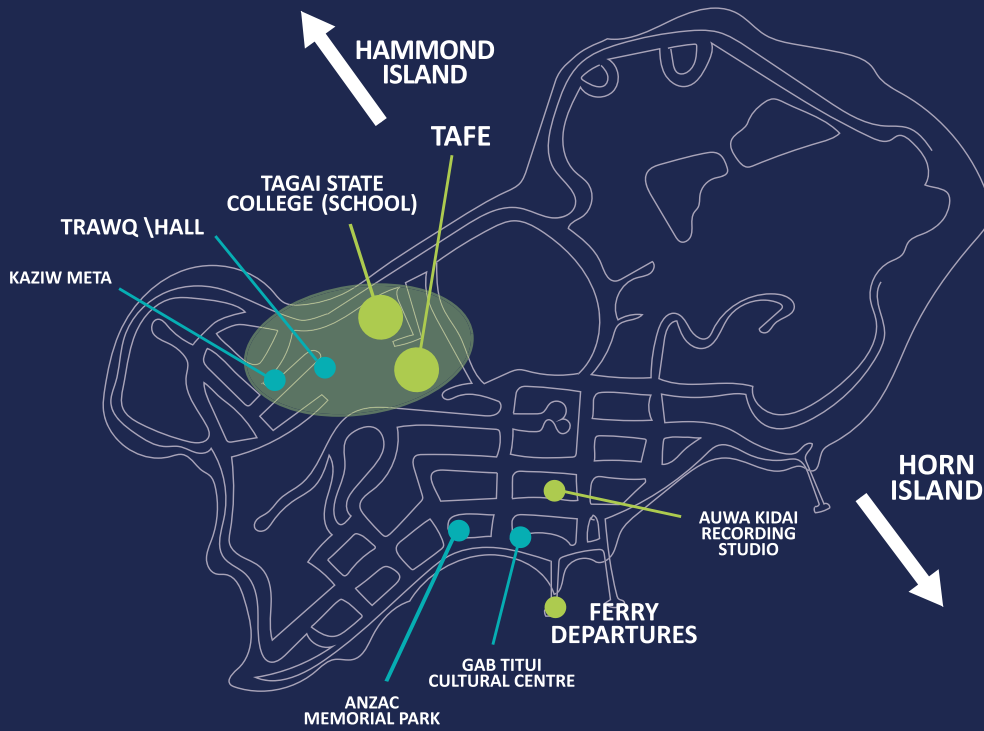 HAMMOND
ISLAND
TAFE
TAGAI STATE
COLLEGE (SCHOOL)
TRAWQ \HALL
KAZIW META
HORN
ISLAND
AUWA KIDAI
RECORDING
STUDIO
FERRY
DEPARTURES
GAB TITUI
CULTURAL CENTRE
ANZAC
MEMORIAL PARK